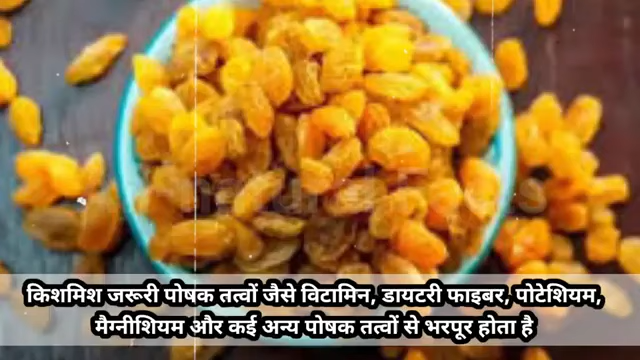 किशमिश जरूरी पोषक तत्वों जैसे विटामिन, डायटरी फाइबर, पोटेशियम,
मैग्नीशियम और कई अन्य पोषक तत्वों से भरपूर होता है